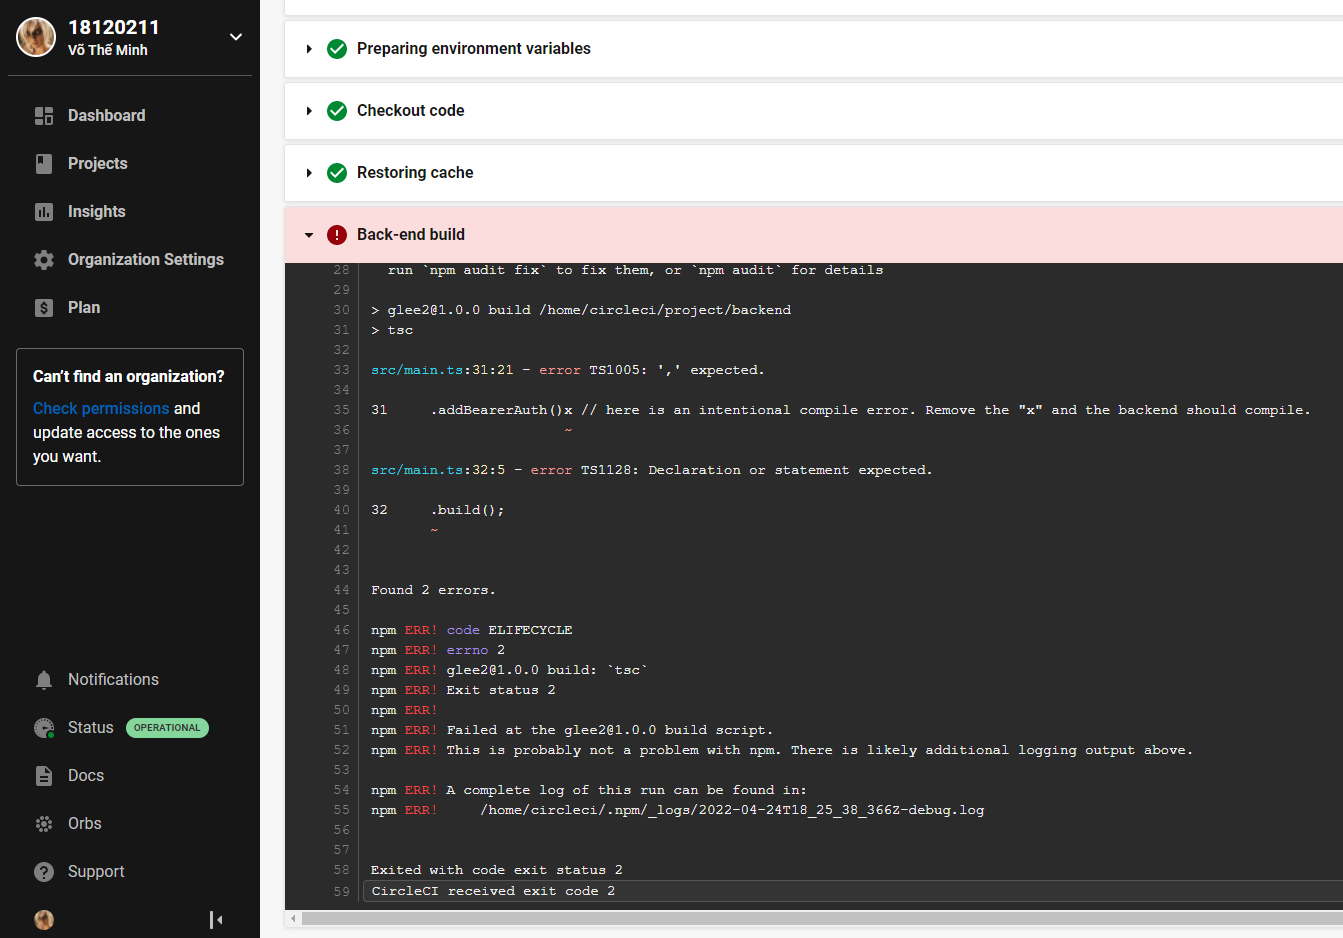 18120211
Võ Thế Minh
Dashboard
Projects
Insights
Organization Settings
Plan
Can't find an organization?
Check permissions and
update access to the ones
you want.
Notifications
Status OPERATIONAL
Docs
Orbs
Support
Preparing environment variables
Checkout code
Restoring cache
Back-end build
28 run `npm audit fix` to fix them, or `npm audit` for details
29
30 > glee2@1.0.0 build /home/circleci/project/backend
31 > tsc
32
33 src/main.ts:31:21 - error TS1005: ',' expected.
34
35 31 .addBearerAuth()x // here is an intentional compile error. Remove the "x" and the backend should compile.
36 ~
37
38 src/main.ts:32:5 - error TS1128: Declaration or statement expected.
39
40 32 .build();
41 ~
42
43
44 Found 2 errors.
45
46 npm ERR! code ELIFECYCLE
47 npm ERR! errno 2
48 npm ERR! glee2@1.0.0 build: `tsc`
49 npm ERR! Exit status 2
50 npm ERR!
51 npm ERR! Failed at the glee2@1.0.0 build script.
52 npm ERR! This is probably not a problem with npm. There is likely additional logging output above.
53
54 npm ERR! A complete log of this run can be found in:
55 npm ERR! /home/circleci/.npm/_logs/2022-04-24T18_25_38_366Z-debug.log
56
57
58 Exited with code exit status 2
59 CircleCI received exit code 2